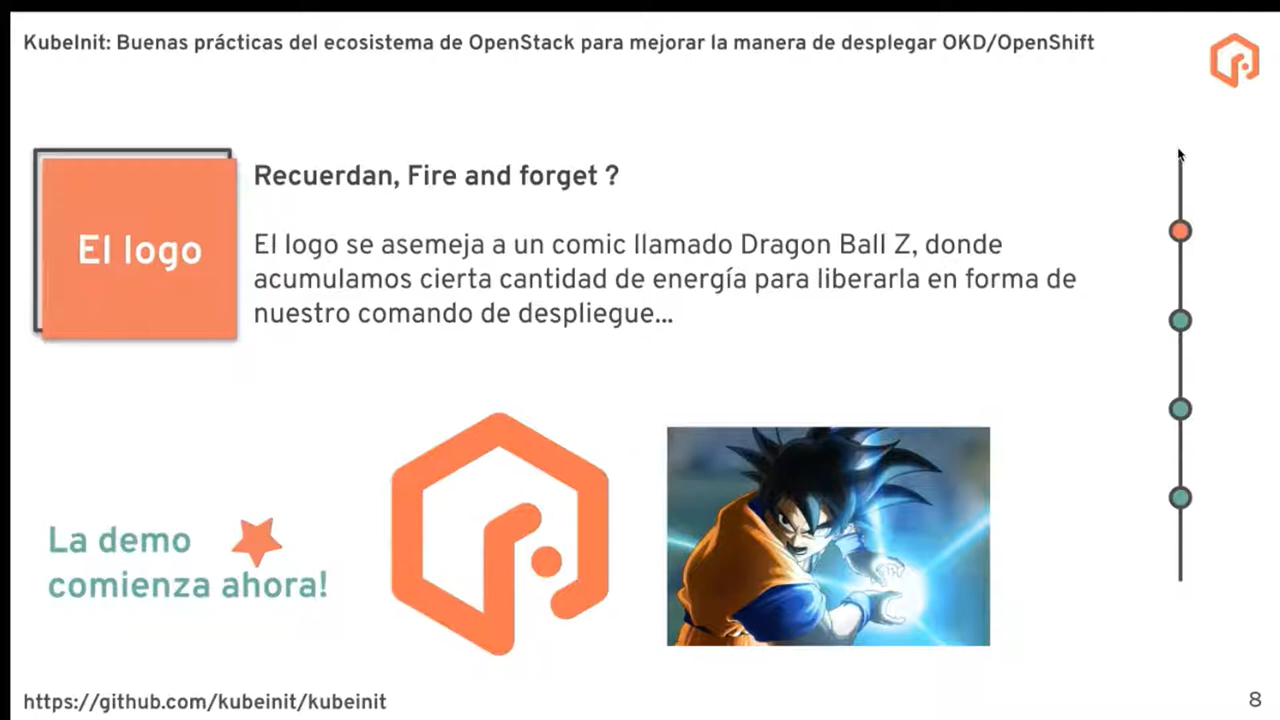 KubeInit: Buenas prácticas del ecosistema de OpenStack para mejorar la manera de desplegar OKD/OpenShift
El logo
Recuerdan, Fire and forget ?
El logo se asemeja a un comic llamado Dragon Ball Z, donde
acumulamos cierta cantidad de energía para liberarla en forma de
nuestro comando de despliegue...
La demo
comienza ahora!
https://github.com/kubeinit/kubeinit
8